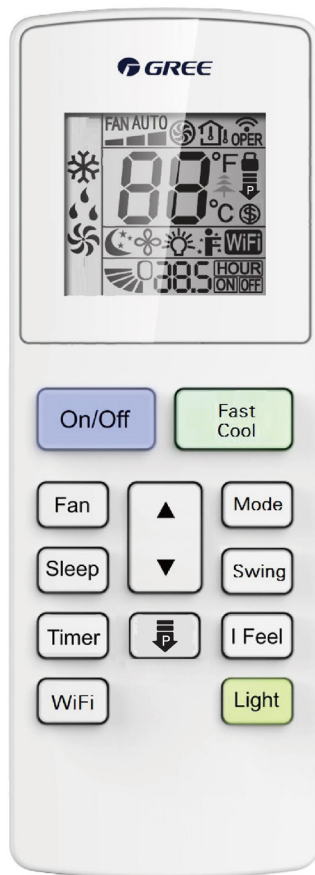 GREE
FAN AUTO
OPER
88 °F
P
°C $
WiFi
038.5 HOUR
ON OFF
On/Off
Fast
Cool
Fan
▲
Mode
Sleep
▼
Swing
Timer
P
I Feel
WiFi
Light